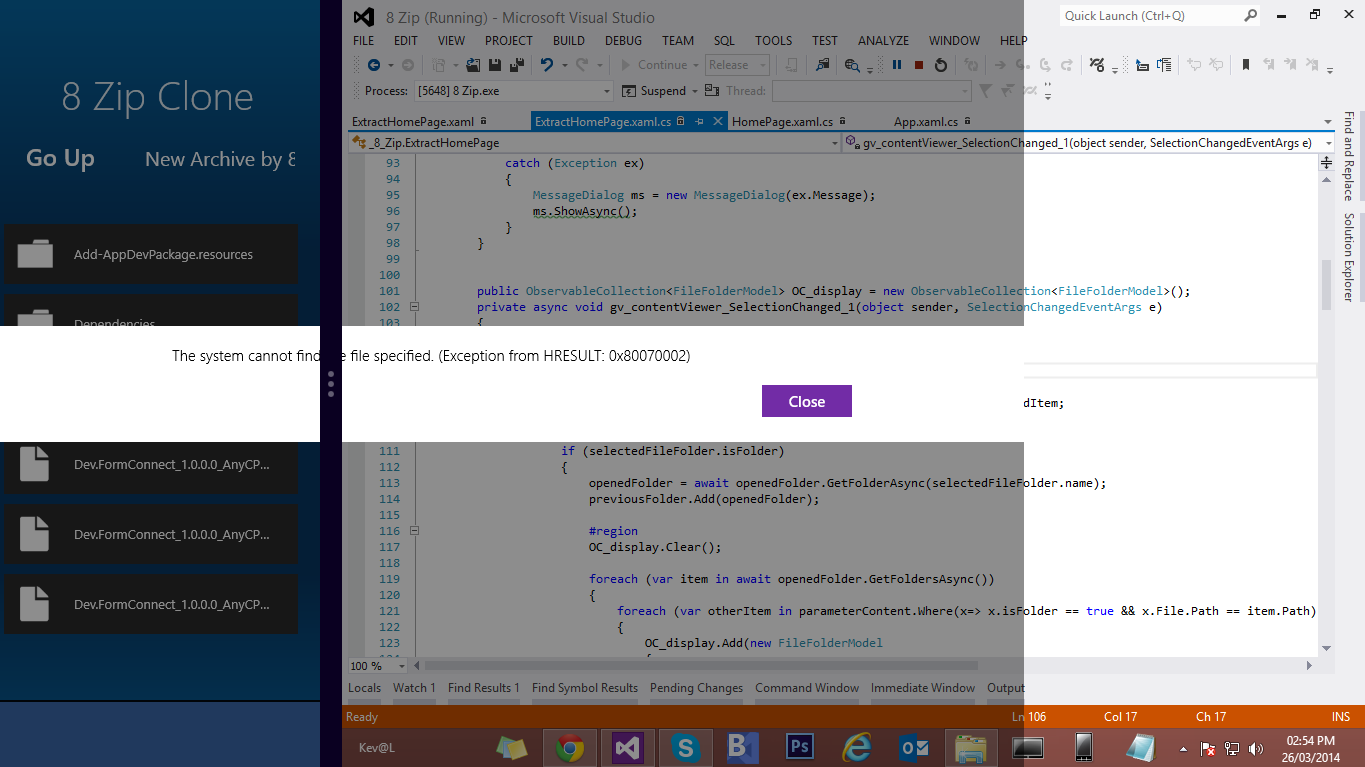 8 Zip Clone
Go Up New Archive by 8
Add-AppDevPackage.resources
Dependencies
The system cannot find e file specified. (Exception from HRESULT: 0x80070002)
Close
Dev.FormConnect_1.0.0.0_AnyCP...
Dev.FormConnect_1.0.0.0_AnyCP...
Dev.FormConnect_1.0.0.0_AnyCP...
8 Zip (Running) - Microsoft Visual Studio
Quick Launch (Ctrl+Q)
FILE EDIT VIEW PROJECT BUILD DEBUG TEAM SQL TOOLS TEST ANALYZE WINDOW HELP
Continue Release
Process: [5648] 8 Zip.exe Suspend Thread:
ExtractHomePage.xaml ExtractHomePage.xaml.cs HomePage.xaml.cs App.xaml.cs
_8_Zip.ExtractHomePage gv_contentViewer_SelectionChanged_1(object sender, SelectionChangedEventArgs e)
93 catch (Exception ex)
94 {
95 MessageDialog ms = new MessageDialog(ex.Message);
96 ms.ShowAsync();
97 }
98 }
99
100
101 public ObservableCollection<FileFolderModel> OC_display = new ObservableCollection<FileFolderModel>();
102 private async void gv_contentViewer_SelectionChanged_1(object sender, SelectionChangedEventArgs e)
103 {
dItem;
111 if (selectedFileFolder.isFolder)
112 {
113 openedFolder = await openedFolder.GetFolderAsync(selectedFileFolder.name);
114 previousFolder.Add(openedFolder);
115
116 #region
117 OC_display.Clear();
118
119 foreach (var item in await openedFolder.GetFoldersAsync())
120 {
121 foreach (var otherItem in parameterContent.Where(x=> x.isFolder == true && x.File.Path == item.Path)
122 {
123 OC_display.Add(new FileFolderModel
100 %
Locals Watch 1 Find Results 1 Find Symbol Results Pending Changes Command Window Immediate Window Output
Ready Ln 106 Col 17 Ch 17 INS
Find and Replace
Solution Explorer
Kev@L
02:54 PM
26/03/2014